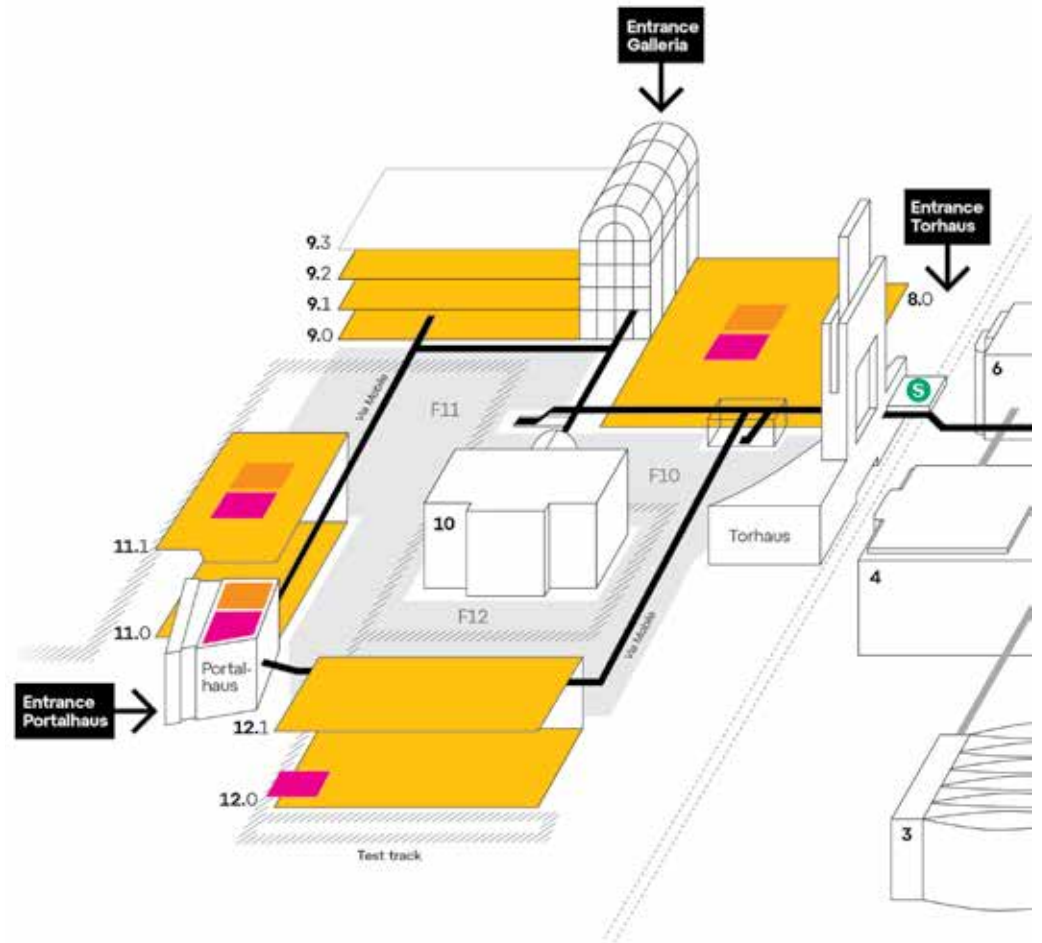 Entrance
Galleria
Entrance
Torhaus
9.3
9.2
9.1
9.0
8.0
S
6
Via Mobile
F11
F10
10
Torhaus
11.1
4
F12
11.0
Via Mobile
Portal-
haus
Entrance
Portalhaus
12.1
12.0
3
Test track